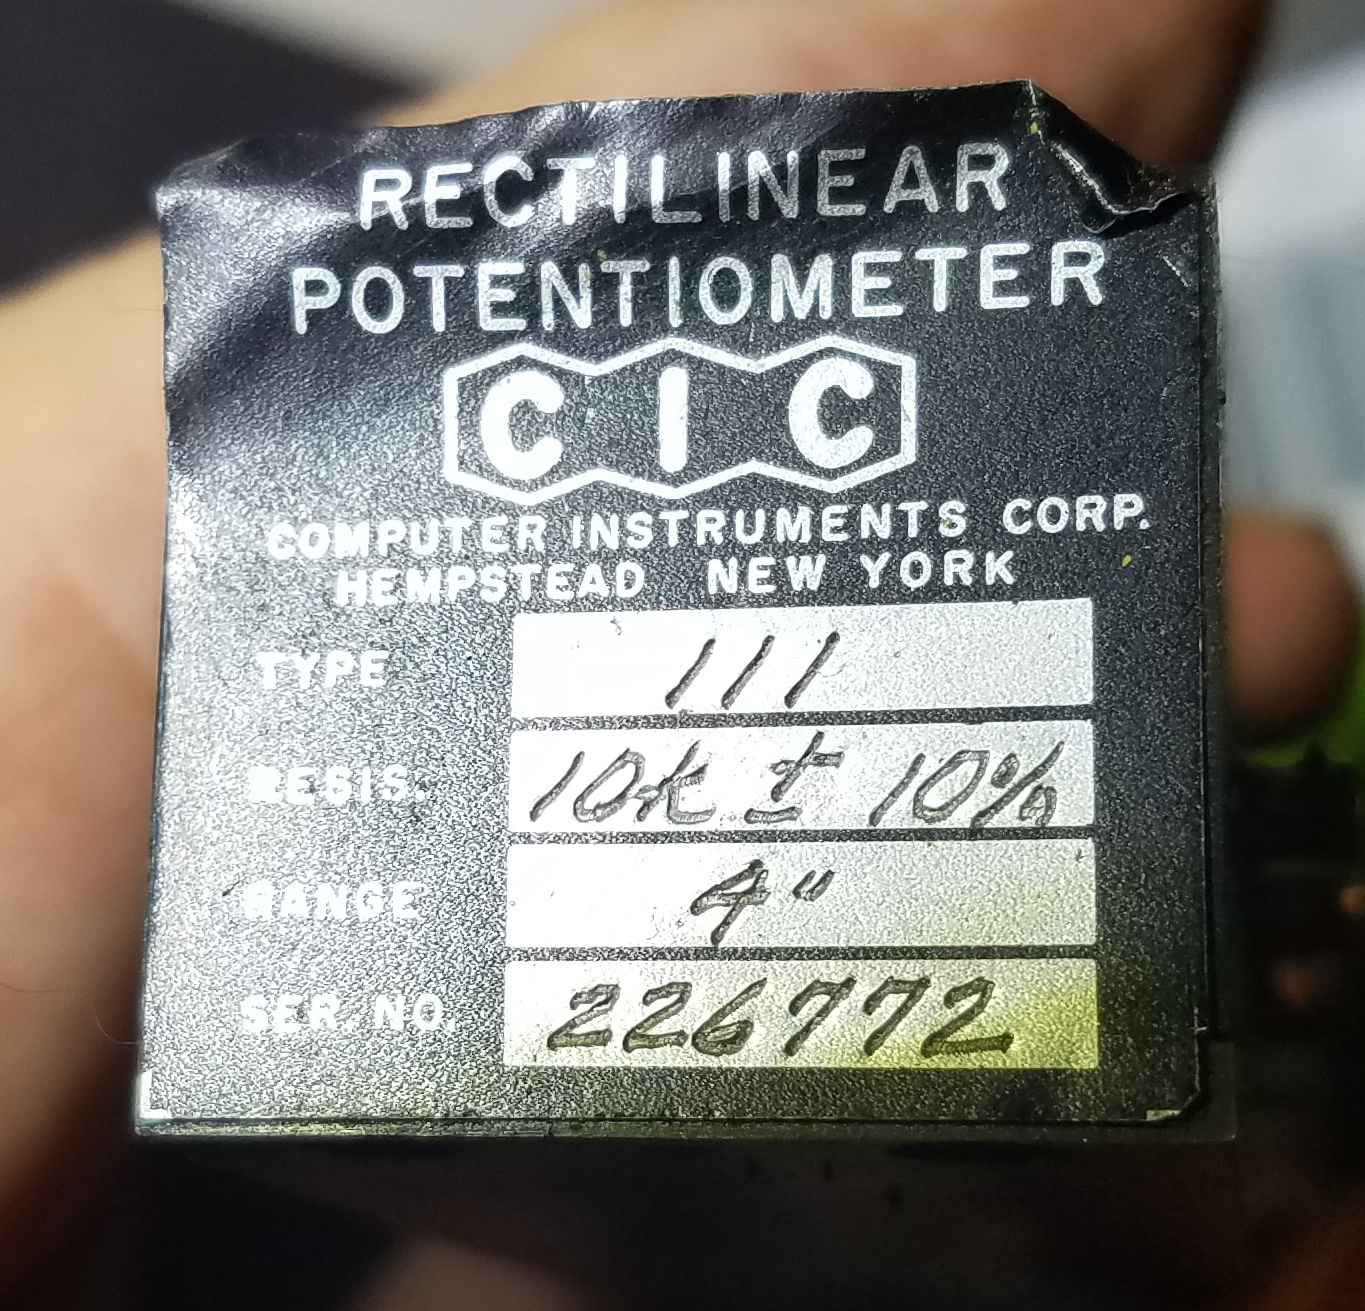 RECTILINEAR
POTENTIOMETER
CIC
COMPUTER INSTRUMENTS CORP.
HEMPSTEAD NEW YORK
TYPE 111
RESIS. 10k ± 10%
RANGE 4"
SER. NO. 226772